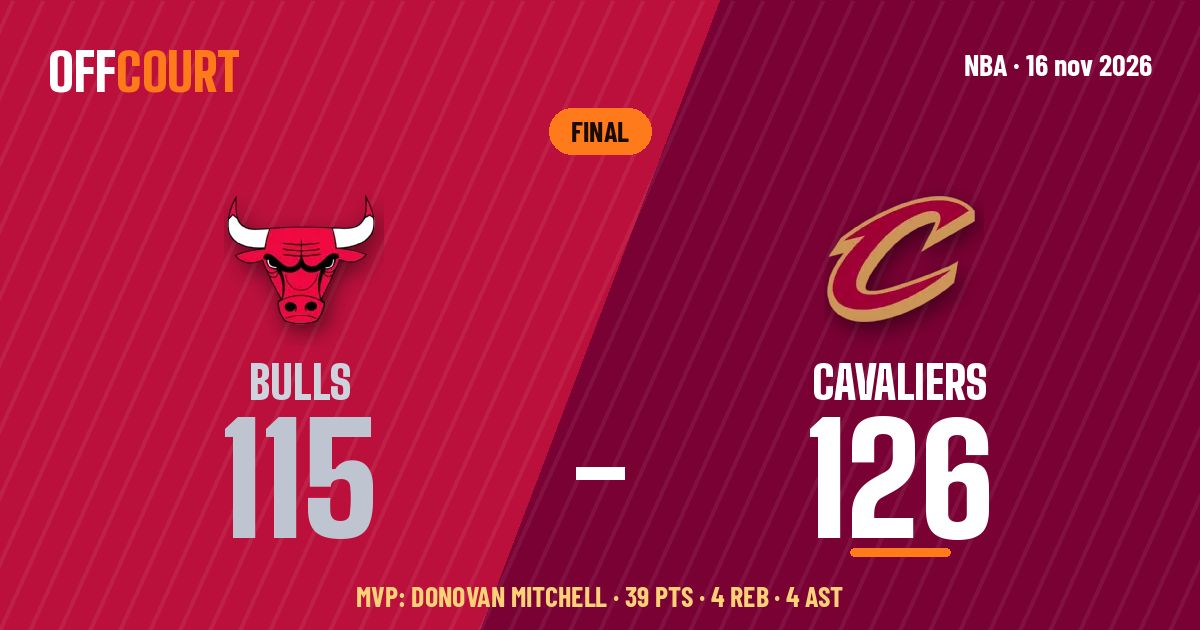 OFFCOURT
NBA · 16 nov 2026
FINAL
BULLS
CAVALIERS
115 – 126
MVP: DONOVAN MITCHELL · 39 PTS · 4 REB · 4 AST